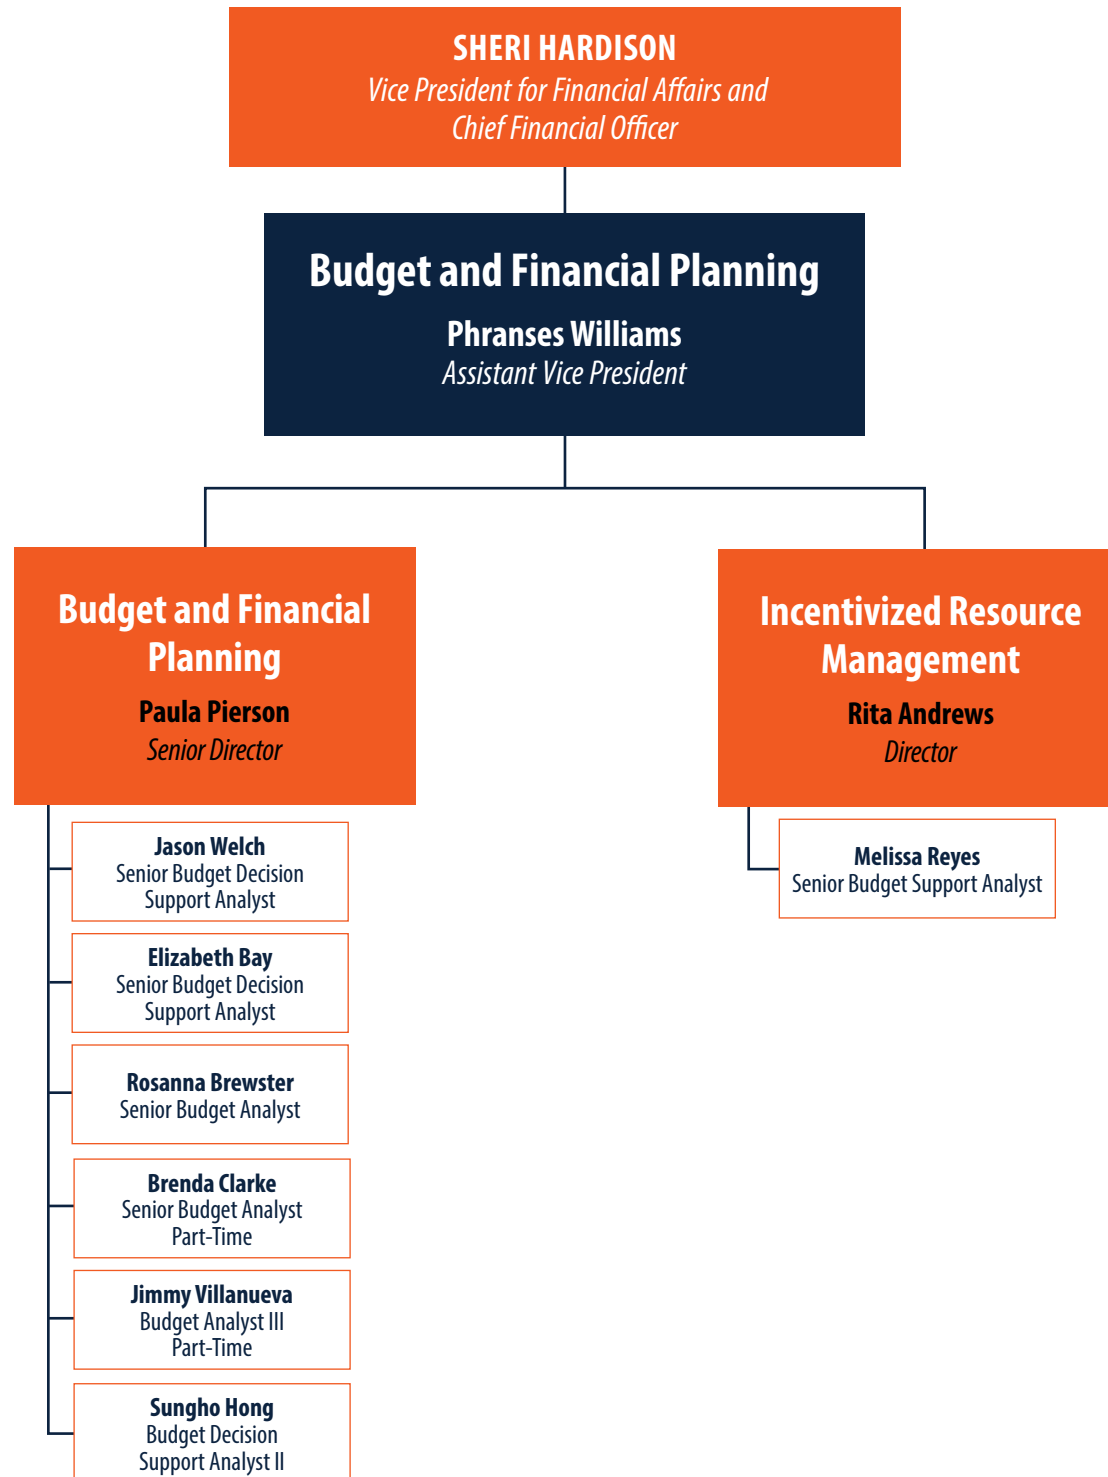 SHERI HARDISON
Vice President for Financial Affairs and
Chief Financial Officer
Budget and Financial Planning
Phranses Williams
Assistant Vice President
Budget and Financial
Planning
Paula Pierson
Senior Director
Jason Welch
Senior Budget Decision
Support Analyst
Elizabeth Bay
Senior Budget Decision
Support Analyst
Rosanna Brewster
Senior Budget Analyst
Brenda Clarke
Senior Budget Analyst
Part-Time
Jimmy Villanueva
Budget Analyst III
Part-Time
Sungho Hong
Budget Decision
Support Analyst II
Incentivized Resource
Management
Rita Andrews
Director
Melissa Reyes
Senior Budget Support Analyst